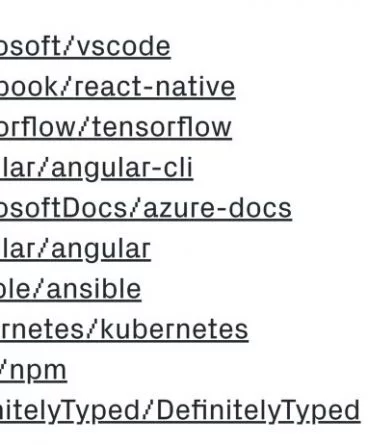 osoft/vscode
book/react-native
orflow/tensorflow
lar/angular-cli
osoftDocs/azure-docs
lar/angular
ble/ansible
rnetes/kubernetes
/npm
nitelyTyped/DefinitelyTyped